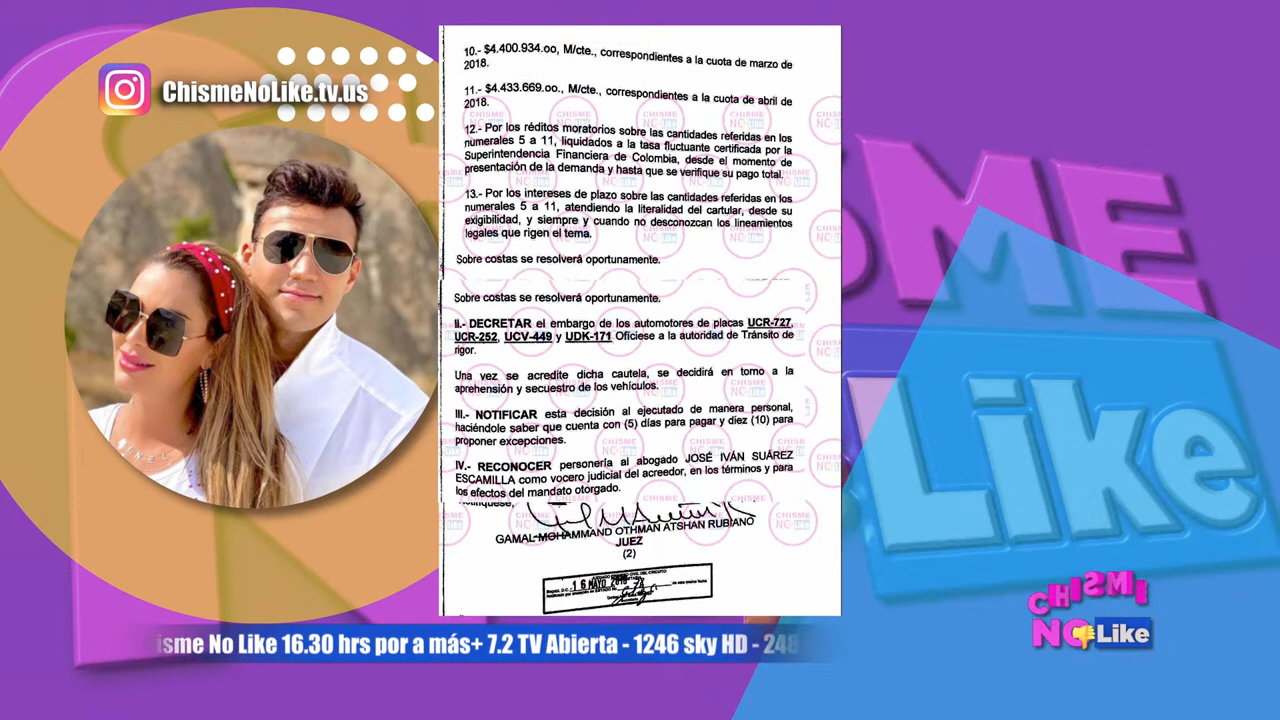 ChismeNoLike.tv.us
10.- $4.400.934.oo, M/cte., correspondientes a la cuota de marzo de
2018.
11.- $4.433.669.oo., M/cte., correspondientes a la cuota de abril de
2018.
12.- Por los réditos moratorios sobre las cantidades referidas en los
numerales 5 a 11, liquidados a la tasa fluctuante certificada por la
Superintendencia Financiera de Colombia, desde el momento de
presentación de la demanda y hasta que se verifique su pago total.
13.- Por los intereses de plazo sobre las cantidades referidas en los
numerales 5 a 11, atendiendo la literalidad del cartular, desde su
exigibilidad, y siempre y cuando no desconozcan los lineamientos
legales que rigen el tema.
Sobre costas se resolverá oportunamente.
Sobre costas se resolverá oportunamente.
II.- DECRETAR el embargo de los automotores de placas UCR-727,
UCR-252, UCV-449 y UDK-171 Ofíciese a la autoridad de Tránsito de
rigor.
Una vez se acredite dicha cautela, se decidirá en torno a la
aprehensión y secuestro de los vehículos.
III.- NOTIFICAR esta decisión al ejecutado de manera personal,
haciéndole saber que cuenta con (5) días para pagar y diez (10) para
proponer excepciones.
IV.- RECONOCER personería al abogado JOSÉ IVÁN SUÁREZ
ESCAMILLA como vocero judicial del acreedor, en los términos y para
los efectos del mandato otorgado.
GAMAL-MOHAMMAND OTHMAN ATSHAN RUBIANO
JUEZ
(2)
16 MAYO 2018
SME
Like
CHISME
NO Like
isme No Like 16.30 hrs por a más+ 7.2 TV Abierta - 1246 sky HD - 248